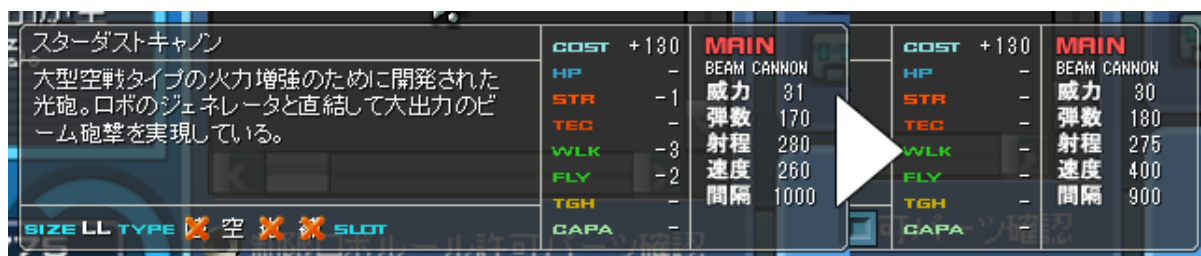 スターダストキャノン
大型空戦タイプの火力増強のために開発された
光砲。ロボのジェネレータと直結して大出力のビ
ーム砲撃を実現している。
SIZE LL TYPE 陸 空 援 補 SLOT
COST +130
HP -
STR -1
TEC -
WLK -3
FLY -2
TGH -
CAPA -
MAIN
BEAM CANNON
威力 31
弾数 170
射程 280
速度 260
間隔 1000
COST +130
HP -
STR -
TEC -
WLK -
FLY -
TGH -
CAPA -
MAIN
BEAM CANNON
威力 30
弾数 180
射程 275
速度 400
間隔 900